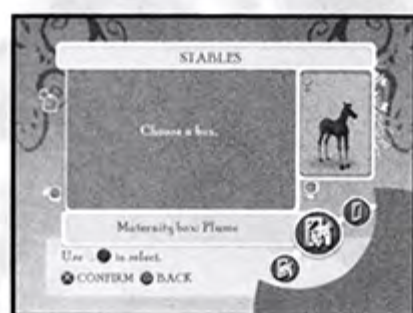 STABLES
Choose a box.
Maternity box: Plume
Use to select.
CONFIRM BACK